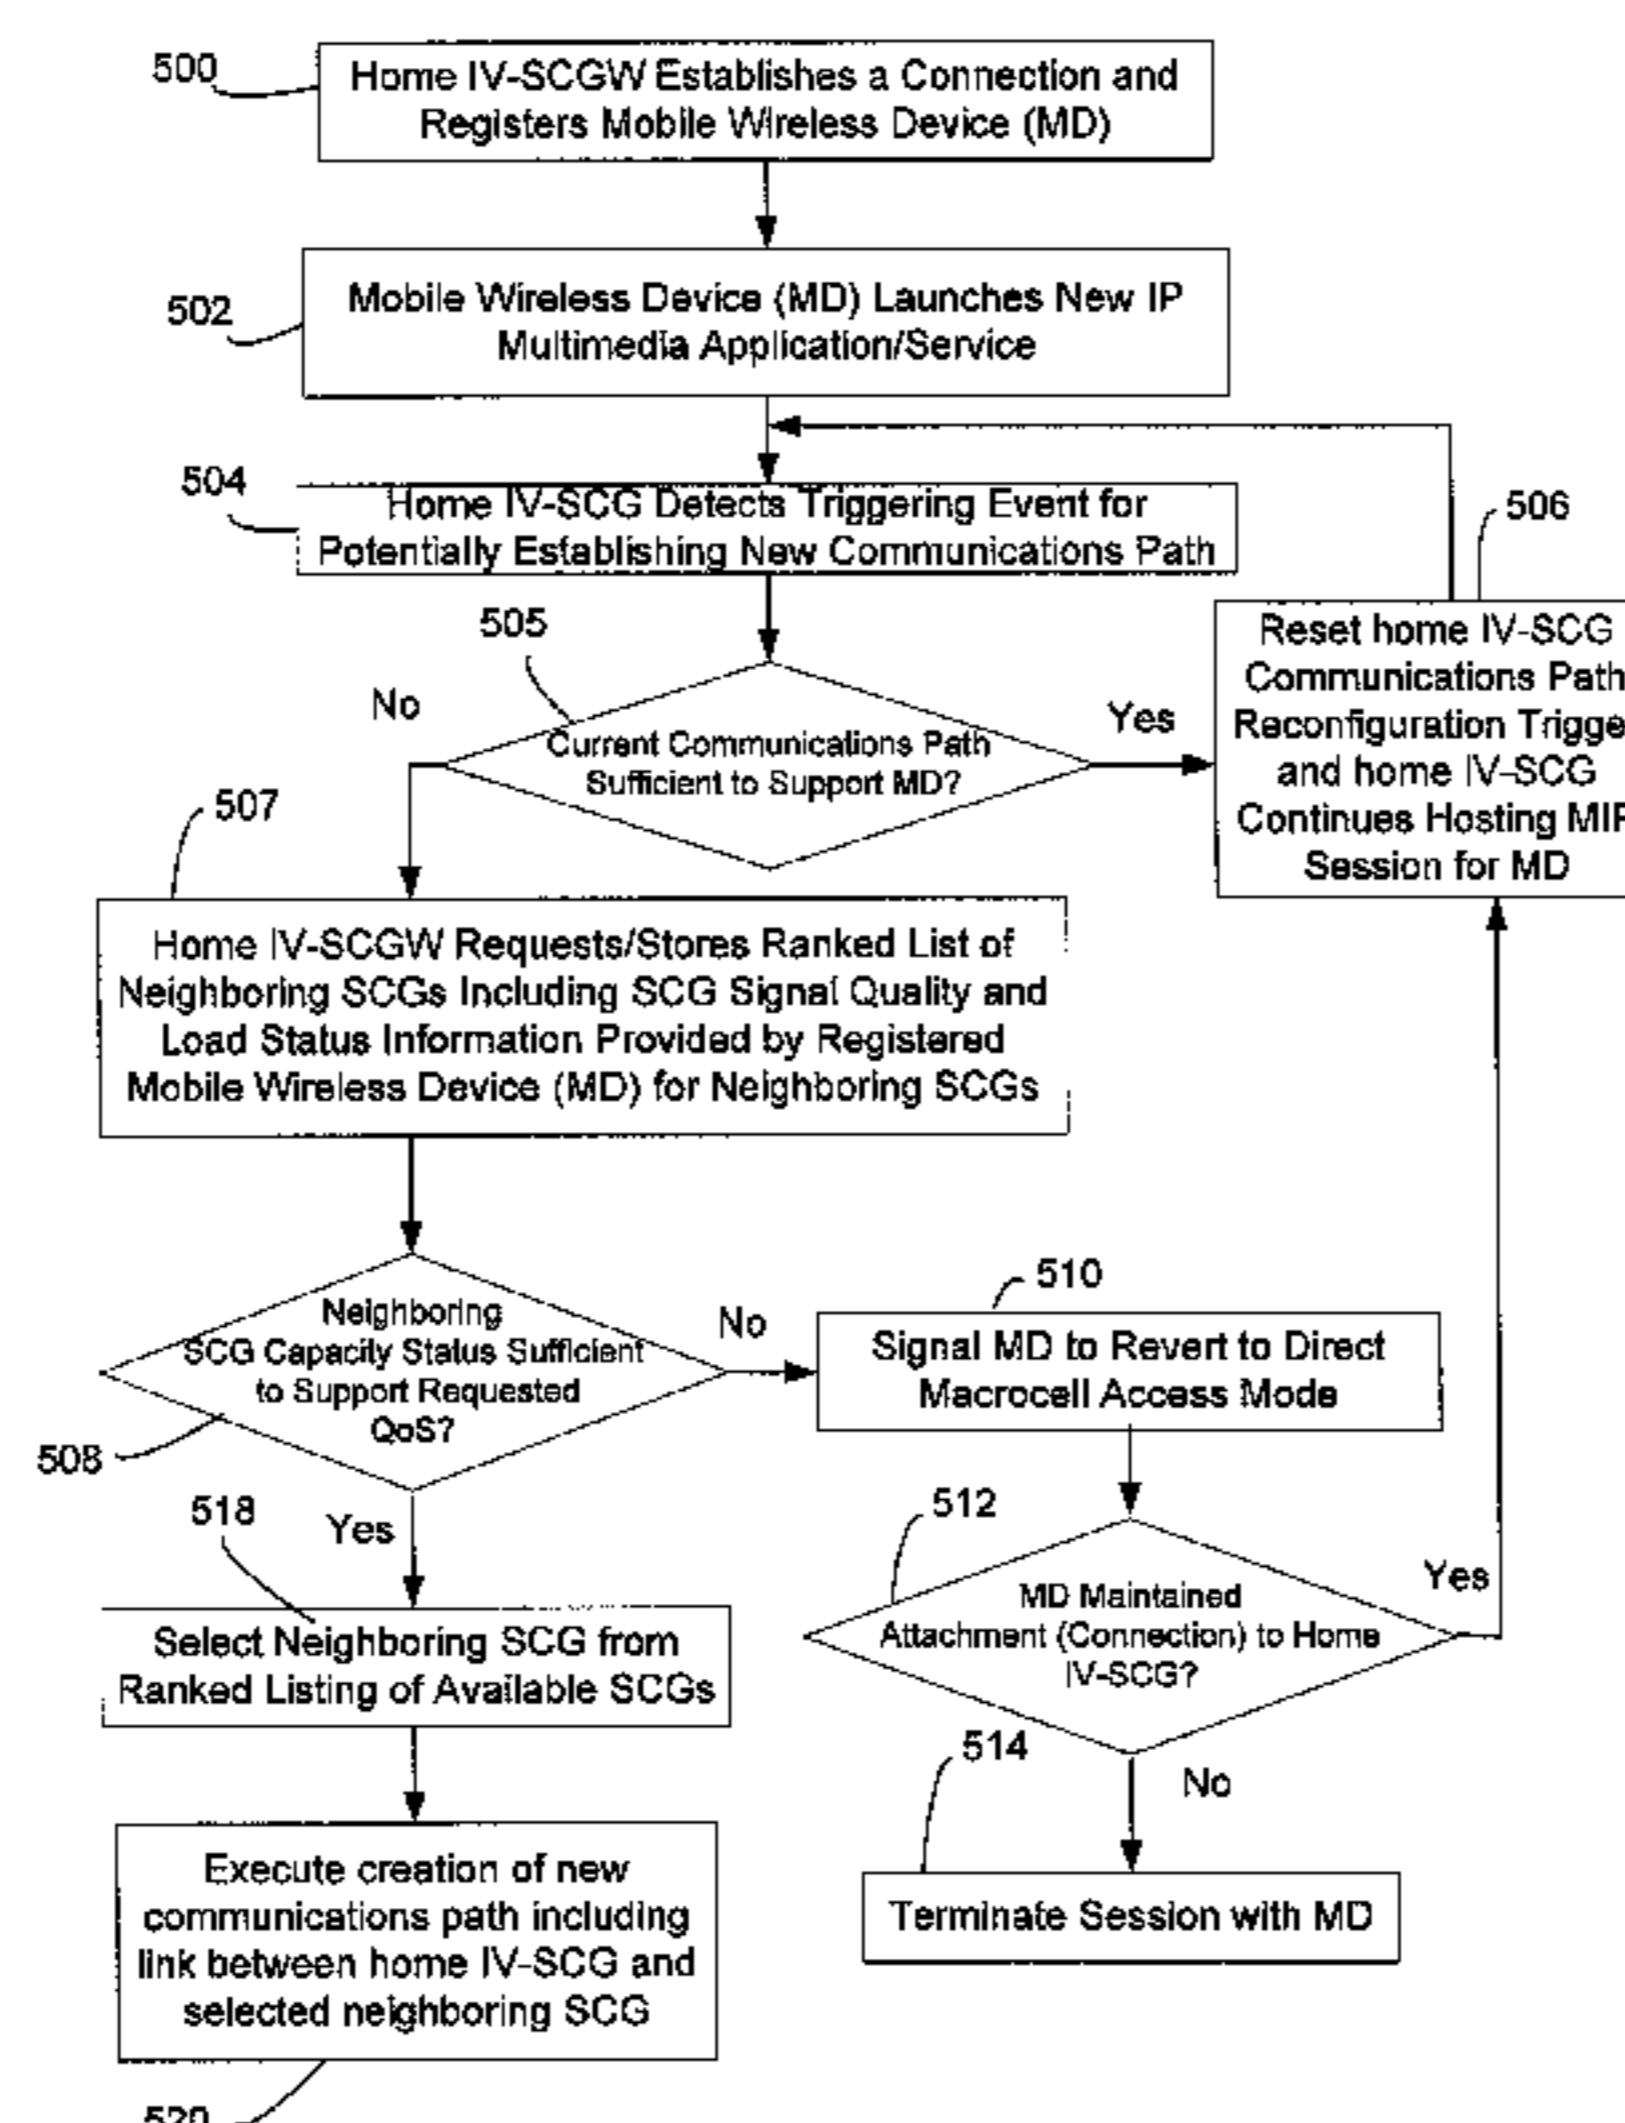 500
Home IV-SCGW Establishes a Connection and
Registers Mobile Wireless Device (MD)
502
Mobile Wireless Device (MD) Launches New IP
Multimedia Application/Service
504
Home IV-SCG Detects Triggering Event for
Potentially Establishing New Communications Path
506
Reset home IV-SCG
Communications Path
Reconfiguration
and home IV-SCG
Continues Hosting
Session for MD
505
No
Yes
Current Communications Path
Sufficient to Support MD?
507
Home IV-SCGW Requests/Stores Ranked List of
Neighboring SCGs Including SCG Signal Quality and
Load Status Information Provided by Registered
Mobile Wireless Device (MD) for Neighboring SCGs
508
Neighboring
SCG Capacity Status Sufficient
to Support Requested
QoS?
No
Yes
510
Signal MD to Revert to Direct
Macrocell Access Mode
512
MD Maintained
Attachment (Connection) to Home
IV-SCG?
Yes
No
514
Terminate Session with MD
518
Select Neighboring SCG from
Ranked Listing of Available SCGs
Execute creation of new
communications path including
link between home IV-SCG and
selected neighboring SCG
520